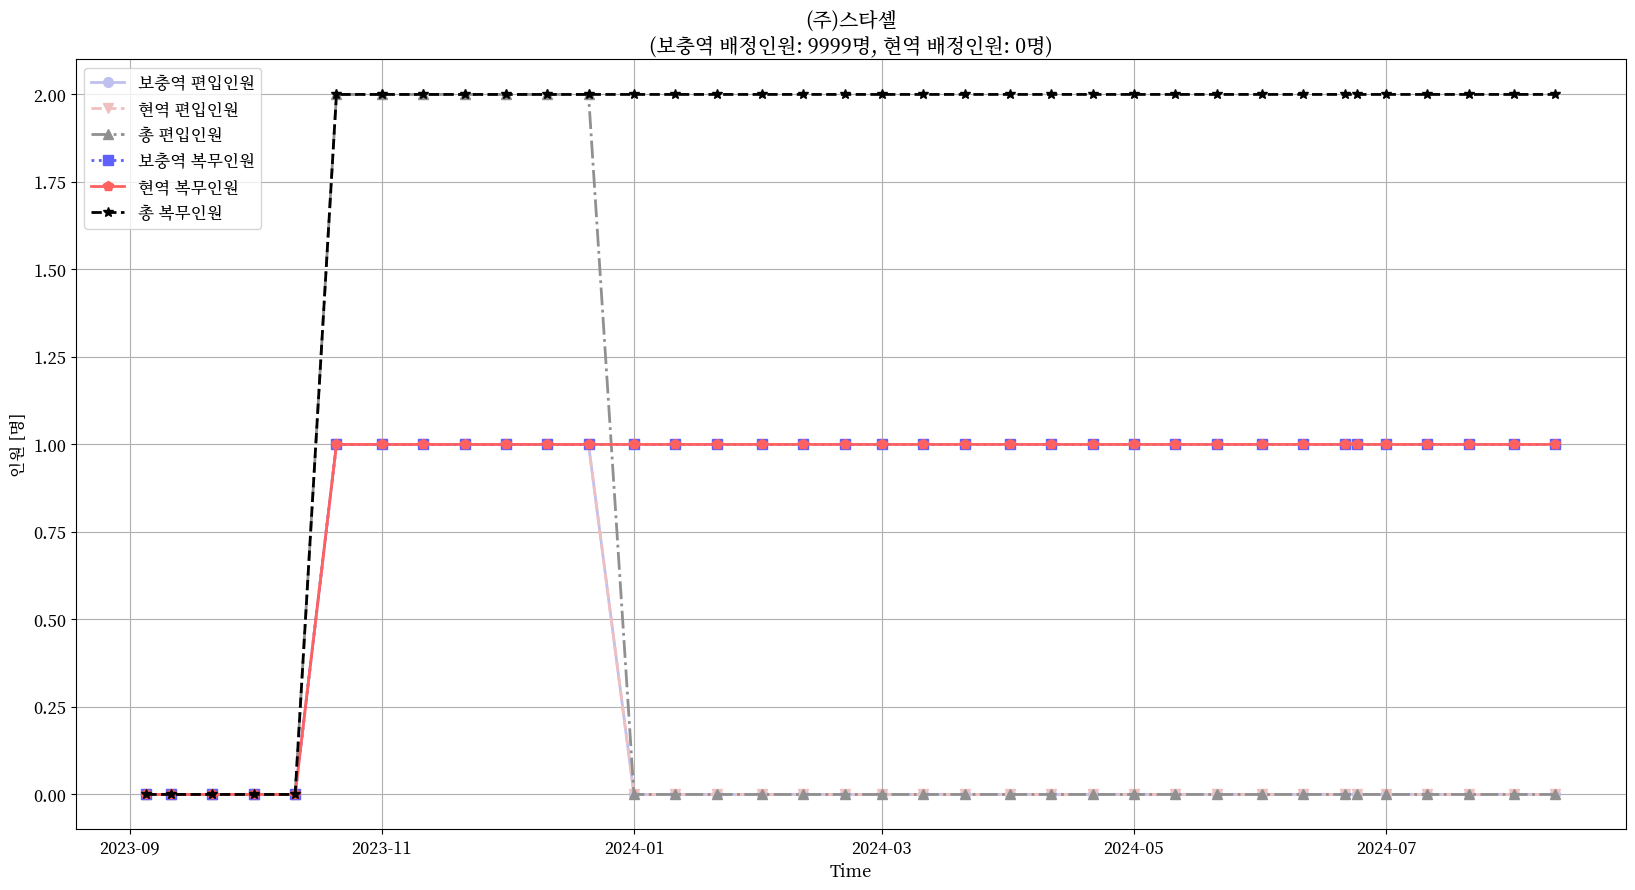 (주)스타셸
(보충역 배정인원: 9999명, 현역 배정인원: 0명)
보충역 편입인원
현역 편입인원
총 편입인원
보충역 복무인원
현역 복무인원
총 복무인원
인원 [명]
2.00
1.75
1.50
1.25
1.00
0.75
0.50
0.25
0.00
2023-09
2023-11
2024-01
2024-03
2024-05
2024-07
Time